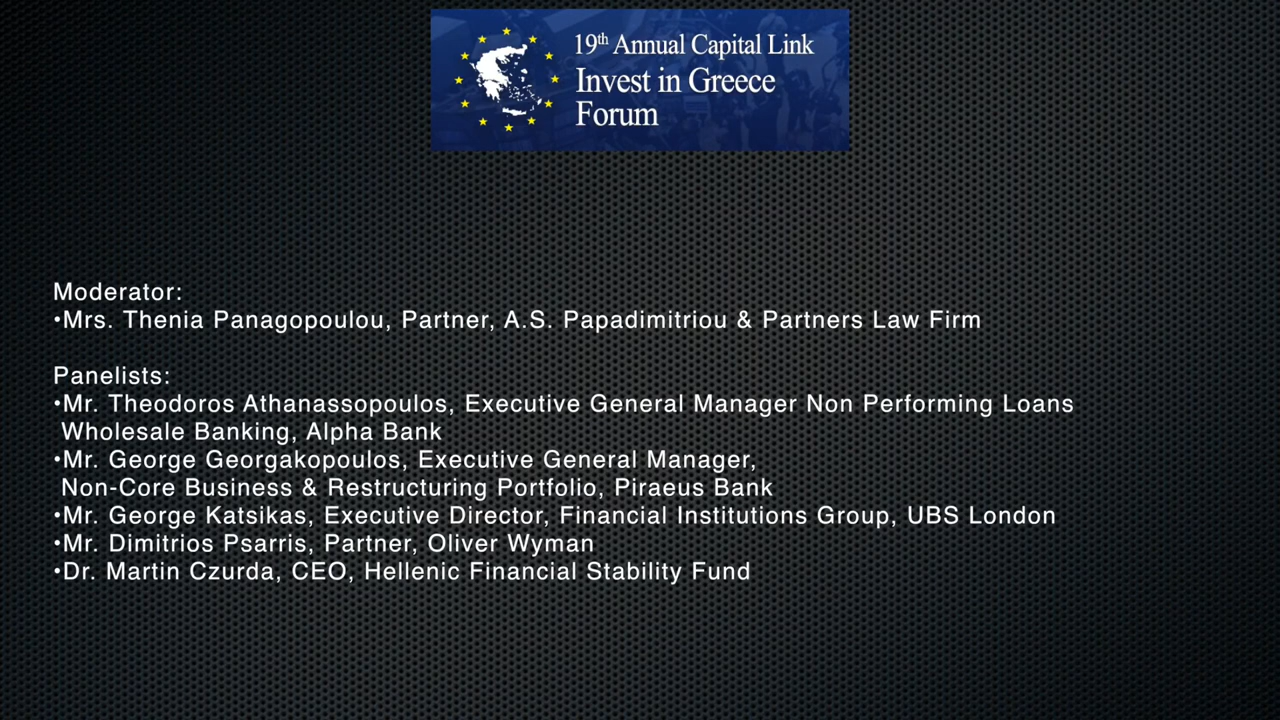 19th Annual Capital Link
Invest in Greece
Forum
Moderator:
•Mrs. Thenia Panagopoulou, Partner, A.S. Papadimitriou & Partners Law Firm
Panelists:
•Mr. Theodoros Athanassopoulos, Executive General Manager Non Performing Loans
Wholesale Banking, Alpha Bank
•Mr. George Georgakopoulos, Executive General Manager,
Non-Core Business & Restructuring Portfolio, Piraeus Bank
•Mr. George Katsikas, Executive Director, Financial Institutions Group, UBS London
•Mr. Dimitrios Psarris, Partner, Oliver Wyman
•Dr. Martin Czurda, CEO, Hellenic Financial Stability Fund